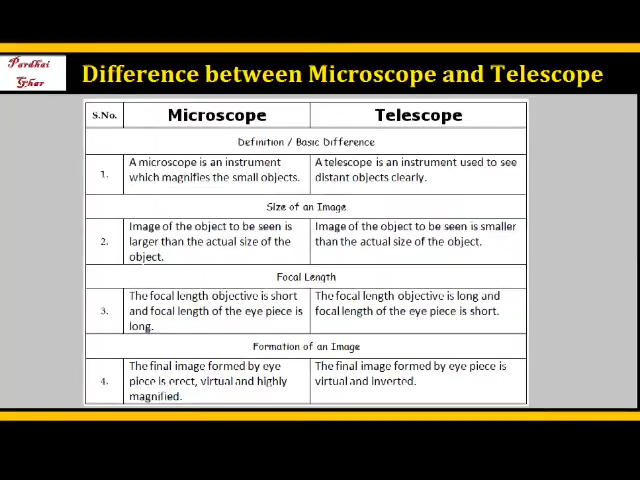 Pardhai
Ghar
Difference between Microscope and Telescope
S.No.
Microscope
Telescope
Definition / Basic Difference
1.
A microscope is an instrument
which magnifies the small objects.
A telescope is an instrument used to see
distant objects clearly.
Size of an Image
2.
Image of the object to be seen is
larger than the actual size of the
object.
Image of the object to be seen is smaller
than the actual size of the object.
Focal Length
3.
The focal length objective is short
and focal length of the eye piece is
long.
The focal length objective is long and
focal length of the eye piece is short.
Formation of an Image
4.
The final image formed by eye
piece is erect, virtual and highly
magnified.
The final image formed by eye piece is
virtual and inverted.